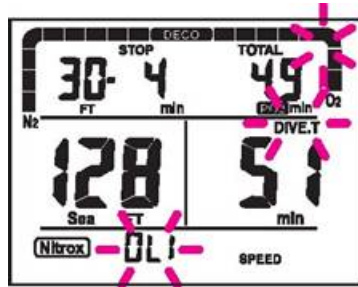 DECO
STOP TOTAL
30- 4 49
FT min min
N2 O2
DIVE.T
128 51
Sea FT min
Nitrox OLI SPEED